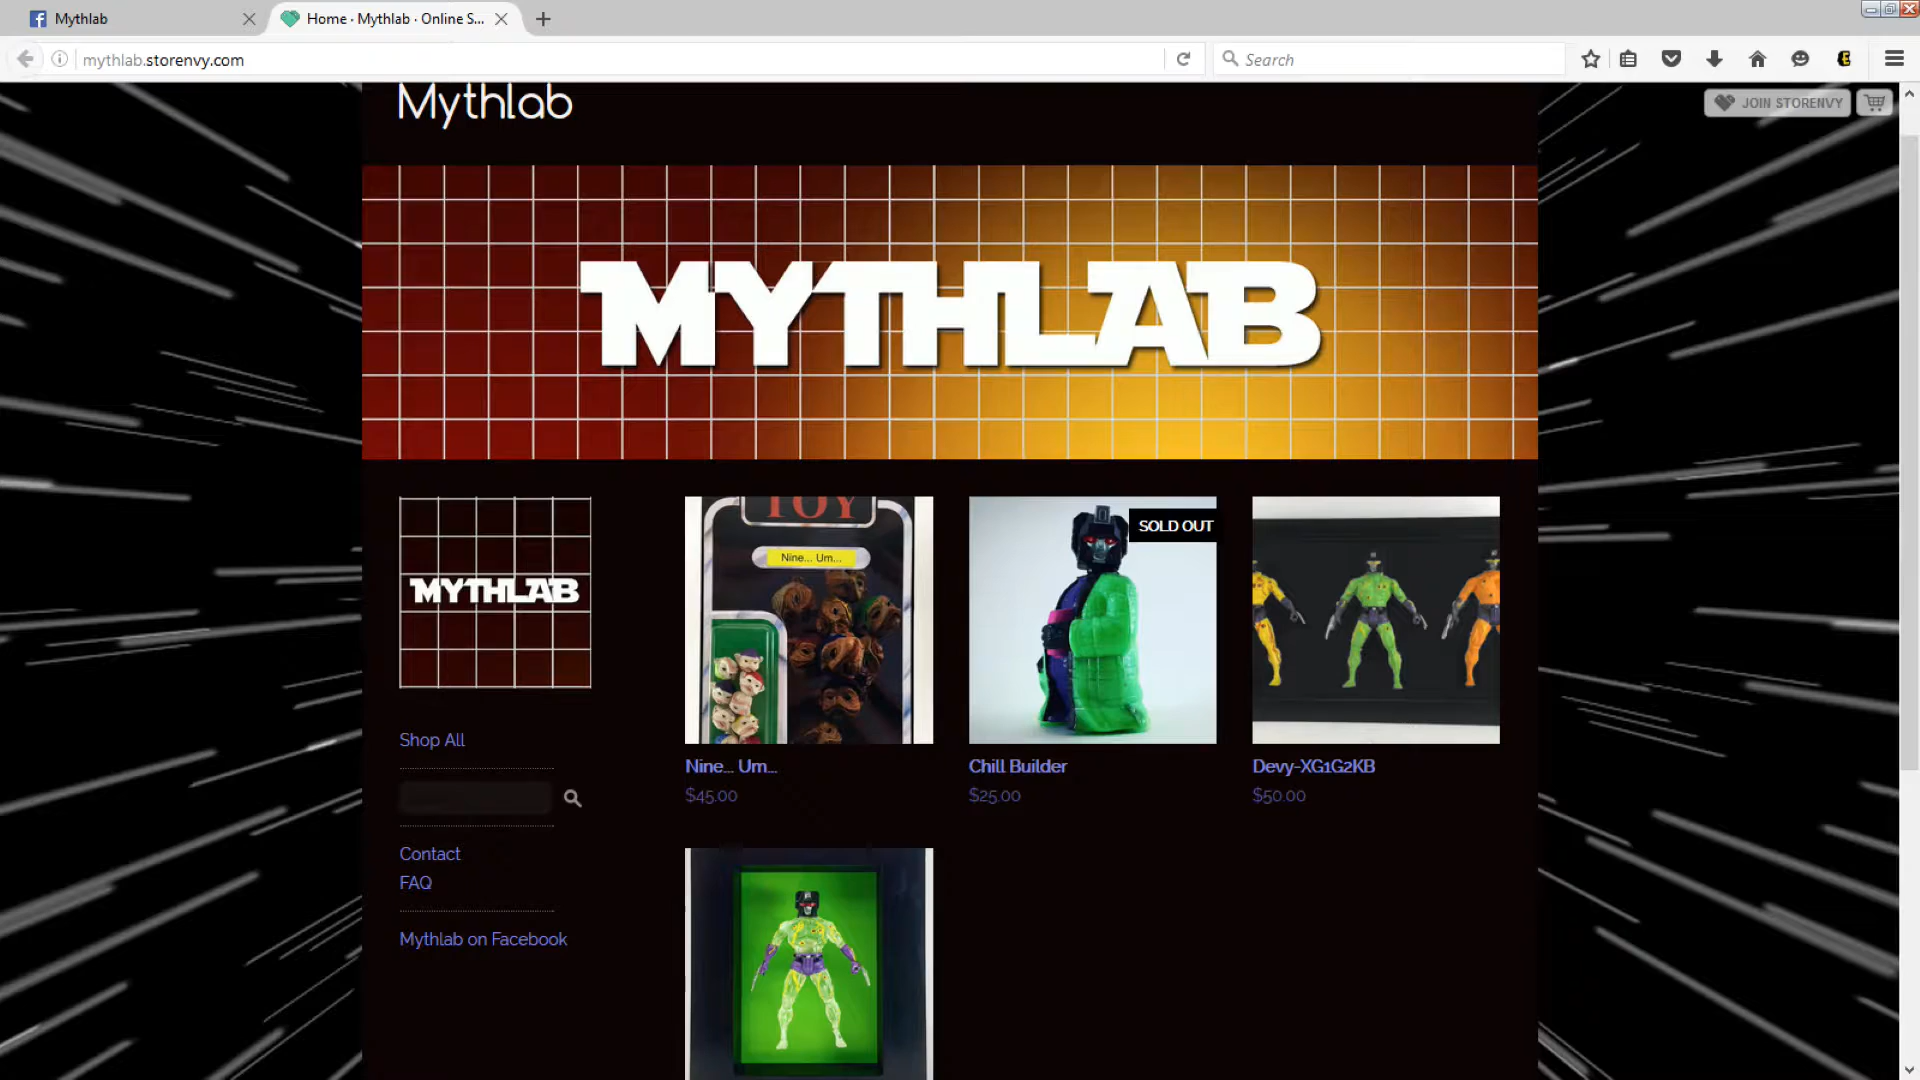 Mythlab
Home · Mythlab · Online S...
mythlab.storenvy.com
Search
Mythlab
JOIN STORENVY
MYTHLAB
MYTHLAB
TOY
Nine... Um...
SOLD OUT
Shop All
Nine... Um...
$45.00
Chill Builder
$25.00
Devy-XG1G2KB
$50.00
Contact
FAQ
Mythlab on Facebook